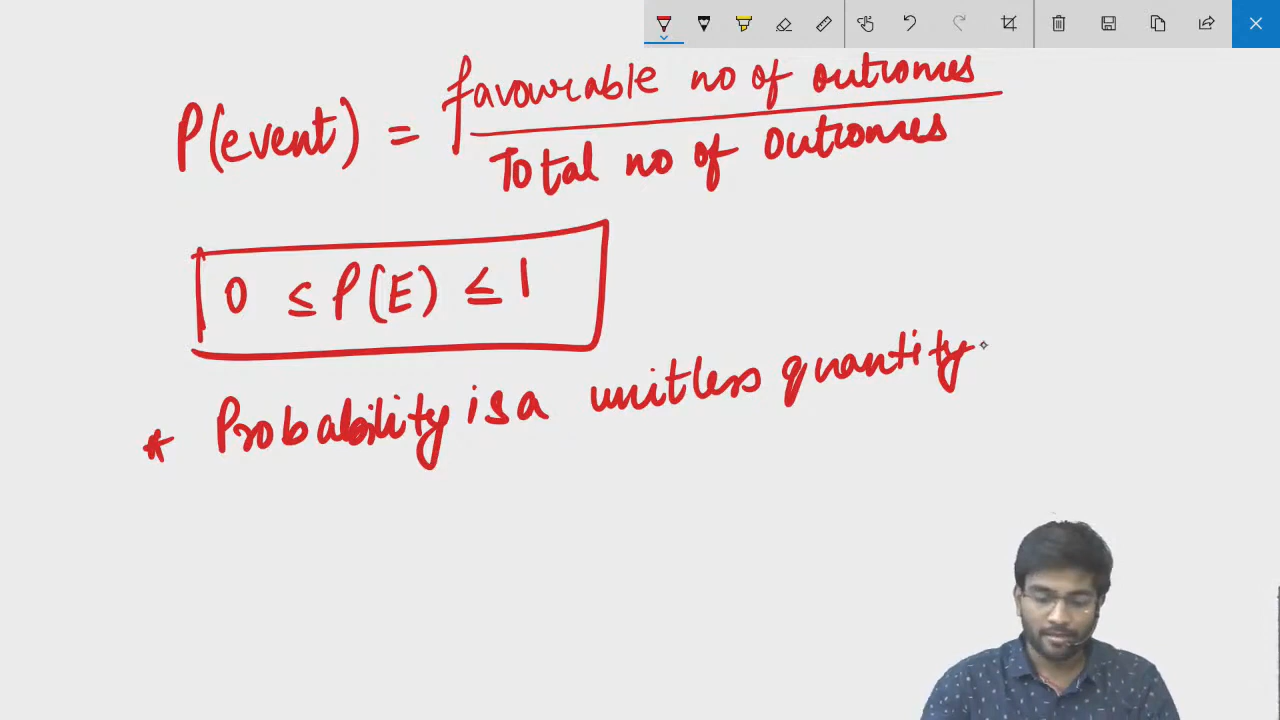 P(event) = favourable no of outcomes
Total no of outcomes
0 ≤ P(E) ≤ 1
* Probability is a unitless quantity